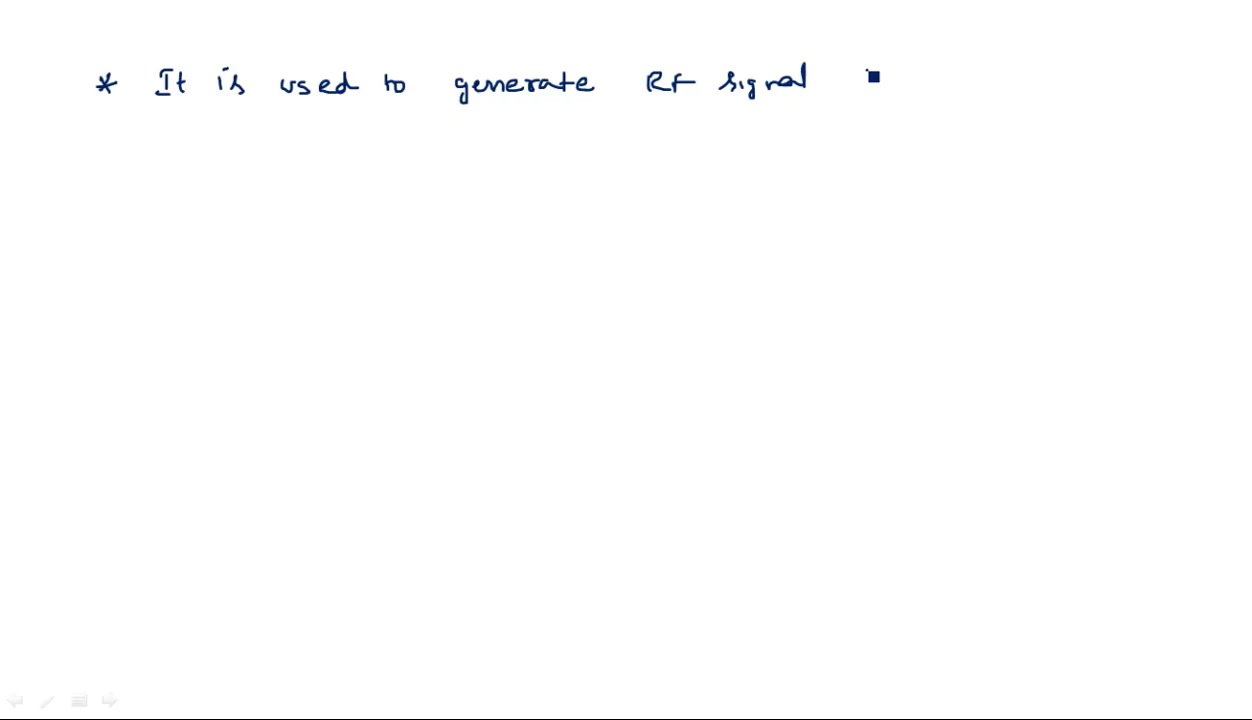 * It is used to generate RF signal